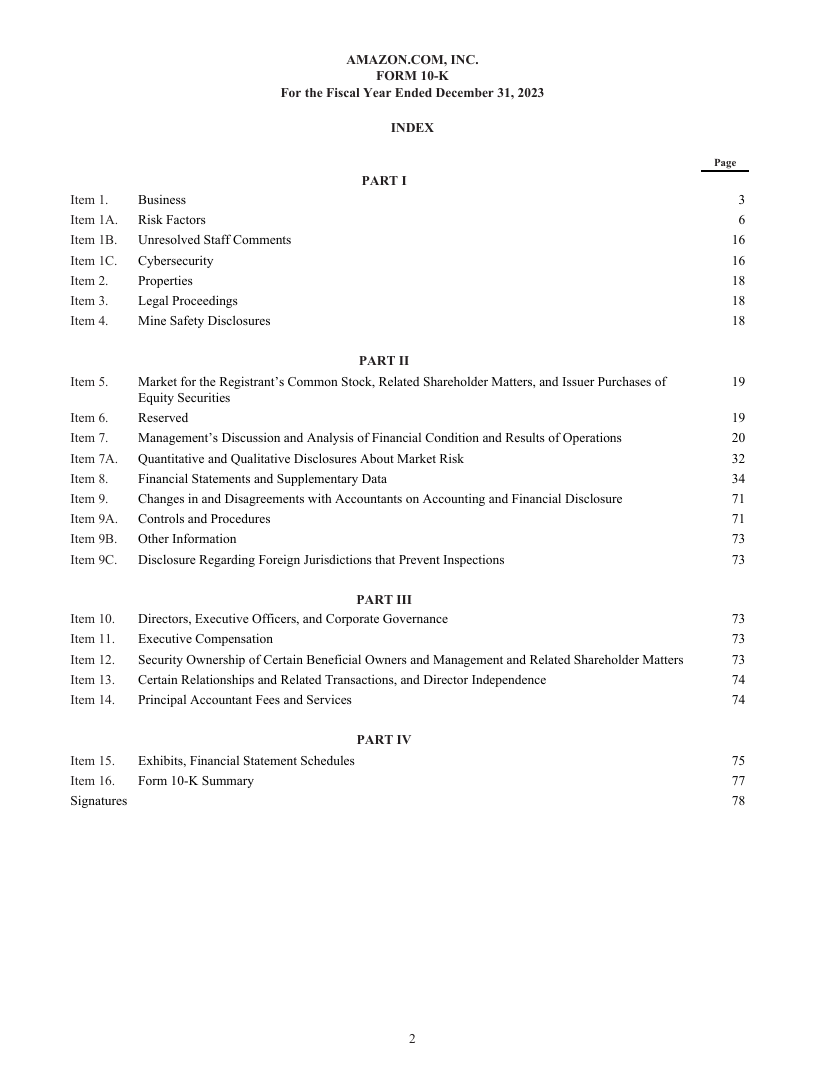 AMAZON.COM, INC.
FORM 10-K
For the Fiscal Year Ended December 31, 2023
INDEX
Page
PART I
Item 1. Business 3
Item 1A. Risk Factors 6
Item 1B. Unresolved Staff Comments 16
Item 1C. Cybersecurity 16
Item 2. Properties 18
Item 3. Legal Proceedings 18
Item 4. Mine Safety Disclosures 18
PART II
Item 5. Market for the Registrant’s Common Stock, Related Shareholder Matters, and Issuer Purchases of 19
Equity Securities
Item 6. Reserved 19
Item 7. Management’s Discussion and Analysis of Financial Condition and Results of Operations 20
Item 7A. Quantitative and Qualitative Disclosures About Market Risk 32
Item 8. Financial Statements and Supplementary Data 34
Item 9. Changes in and Disagreements with Accountants on Accounting and Financial Disclosure 71
Item 9A. Controls and Procedures 71
Item 9B. Other Information 73
Item 9C. Disclosure Regarding Foreign Jurisdictions that Prevent Inspections 73
PART III
Item 10. Directors, Executive Officers, and Corporate Governance 73
Item 11. Executive Compensation 73
Item 12. Security Ownership of Certain Beneficial Owners and Management and Related Shareholder Matters 73
Item 13. Certain Relationships and Related Transactions, and Director Independence 74
Item 14. Principal Accountant Fees and Services 74
PART IV
Item 15. Exhibits, Financial Statement Schedules 75
Item 16. Form 10-K Summary 77
Signatures 78
2